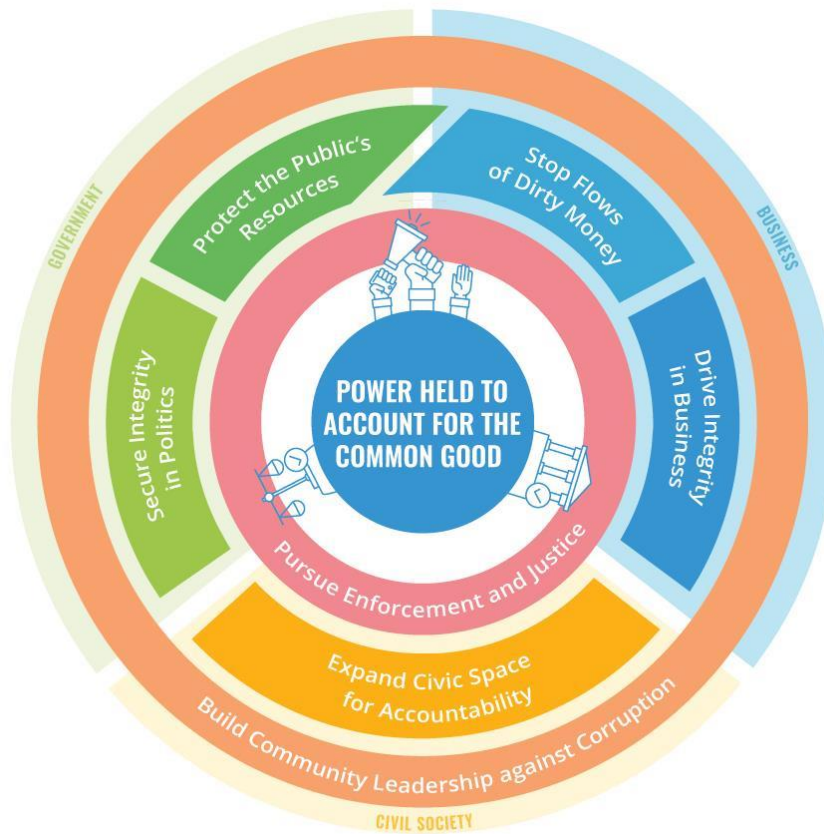 GOVERNMENT
BUSINESS
Protect the Public's
Resources
Stop Flows
of Dirty Money
Secure Integrity
in Politics
Drive Integrity
in Business
POWER HELD TO
ACCOUNT FOR THE
COMMON GOOD
Pursue Enforcement and Justice
Expand Civic Space
for Accountability
Build Community Leadership against Corruption
CIVIL SOCIETY